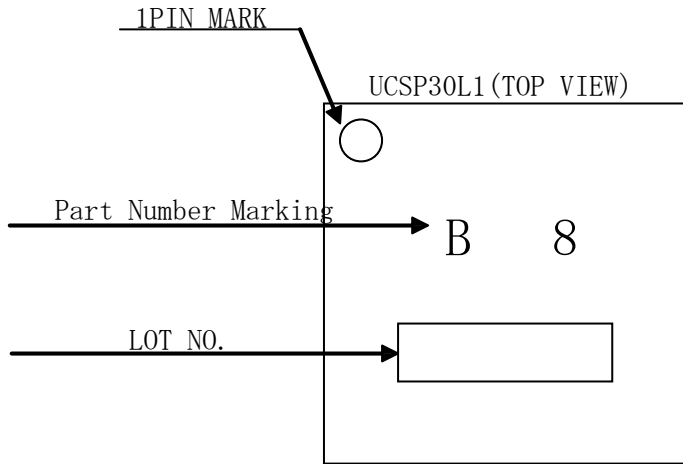 1PIN MARK
UCSP30L1(TOP VIEW)
Part Number Marking
B 8
LOT NO.